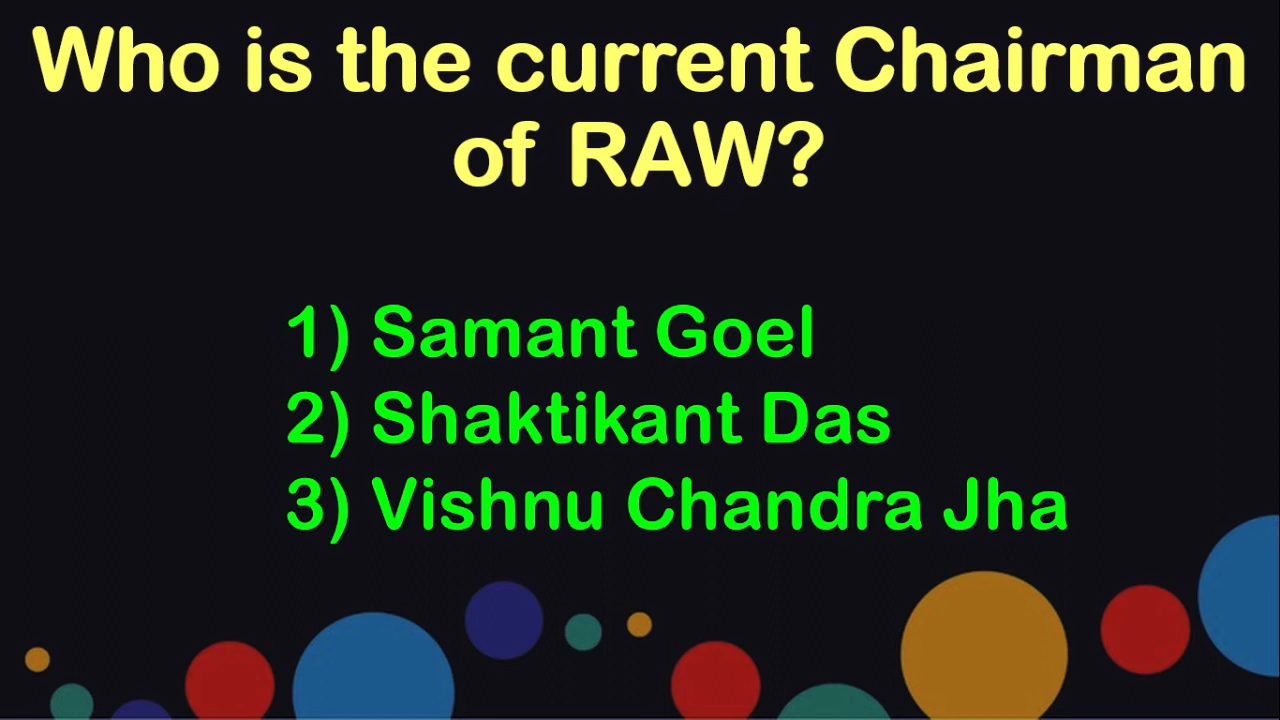 Who is the current Chairman
of RAW?
1) Samant Goel
2) Shaktikant Das
3) Vishnu Chandra Jha